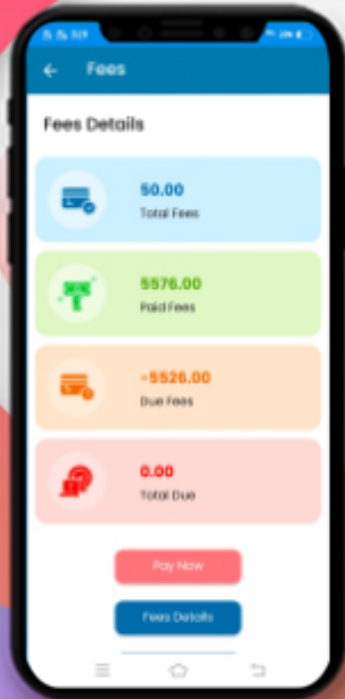 Fees
Fees Details
50.00
Total Fees
5576.00
Paid Fees
-5526.00
Due Fees
0.00
Total Due
Pay Now
Fees Details